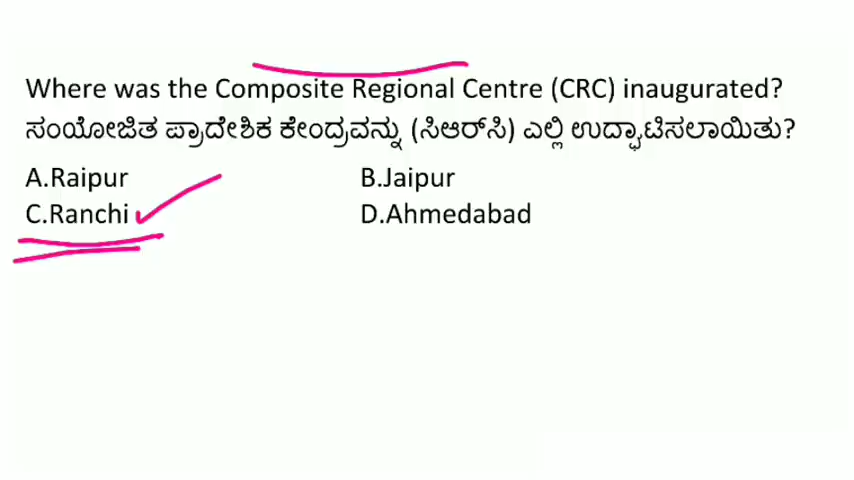 Where was the Composite Regional Centre (CRC) inaugurated?
ಸಂಯೋಜಿತ ಪ್ರಾದೇಶಿಕ ಕೇಂದ್ರವನ್ನು (ಸಿಆರ್‌ಸಿ) ಎಲ್ಲಿ ಉದ್ಘಾಟಿಸಲಾಯಿತು?
A.Raipur B.Jaipur
C.Ranchi D.Ahmedabad